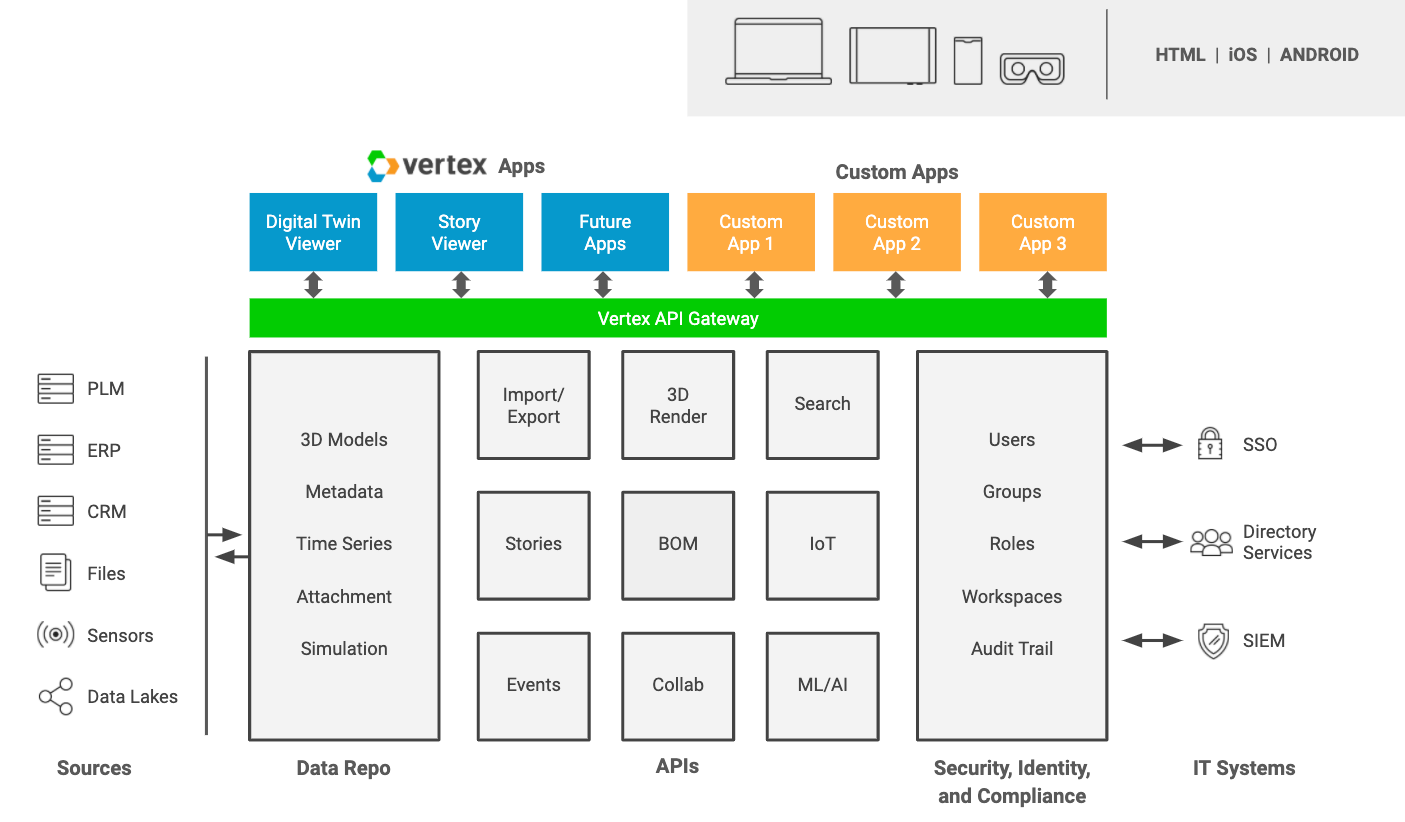 HTML | iOS | ANDROID
vertex Apps
Custom Apps
Digital Twin
Viewer
Story
Viewer
Future
Apps
Custom
App 1
Custom
App 2
Custom
App 3
Vertex API Gateway
PLM
ERP
CRM
Files
Sensors
Data Lakes
Sources
3D Models
Metadata
Time Series
Attachment
Simulation
Data Repo
Import/
Export
3D
Render
Search
Stories
BOM
IoT
Events
Collab
ML/AI
APIs
Users
Groups
Roles
Workspaces
Audit Trail
Security, Identity,
and Compliance
SSO
Directory
Services
SIEM
IT Systems